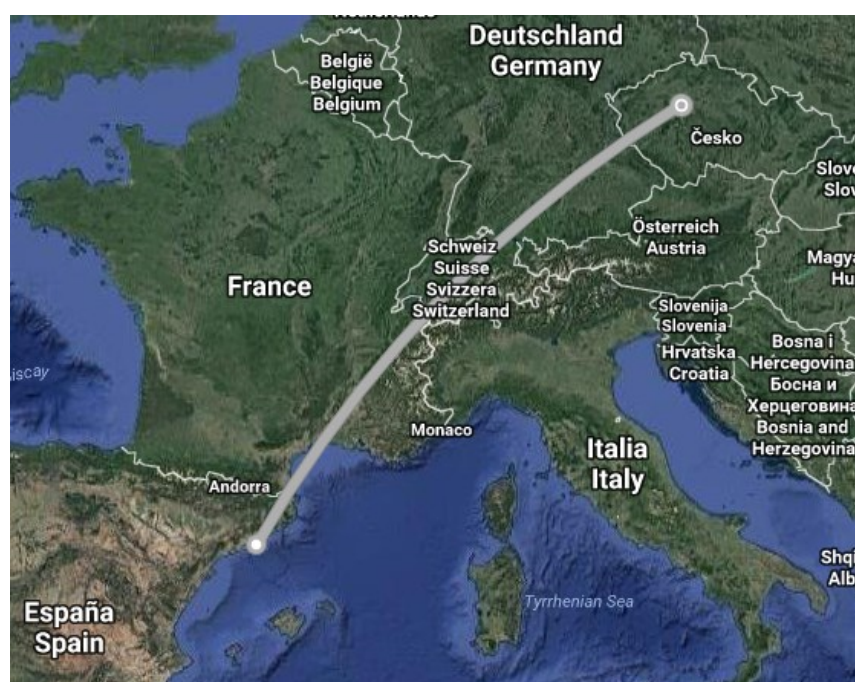 Deutschland
Germany
België
Belgique
Belgium
Česko
Österreich
Austria
Schweiz
Suisse
Svizzera
Switzerland
France
Slovenija
Slovenia
Hrvatska
Croatia
Bosna i
Hercegovina
Босна и
Херцеговина
Bosnia and
Herzegovina
Monaco
Italia
Italy
Andorra
España
Spain
Tyrrhenian Sea